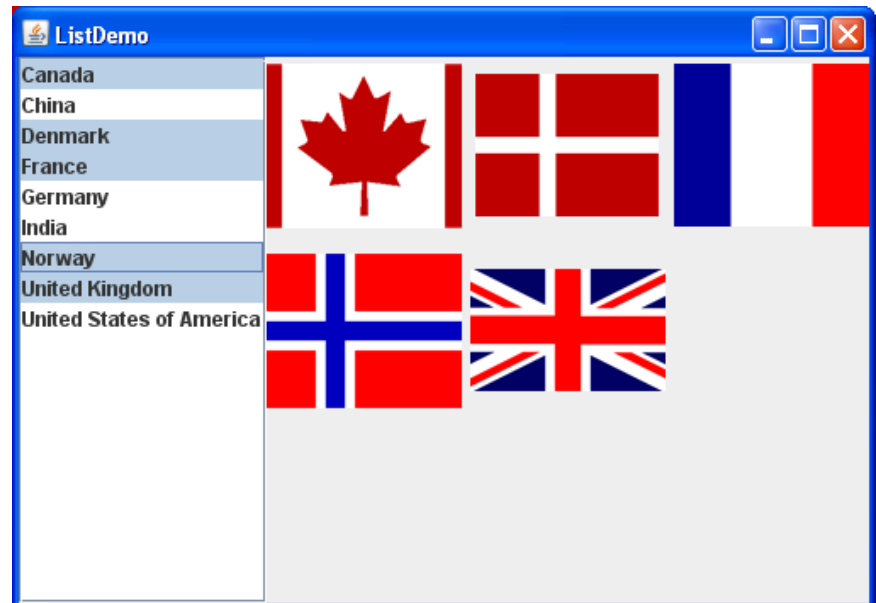 ListDemo
Canada
China
Denmark
France
Germany
India
Norway
United Kingdom
United States of America